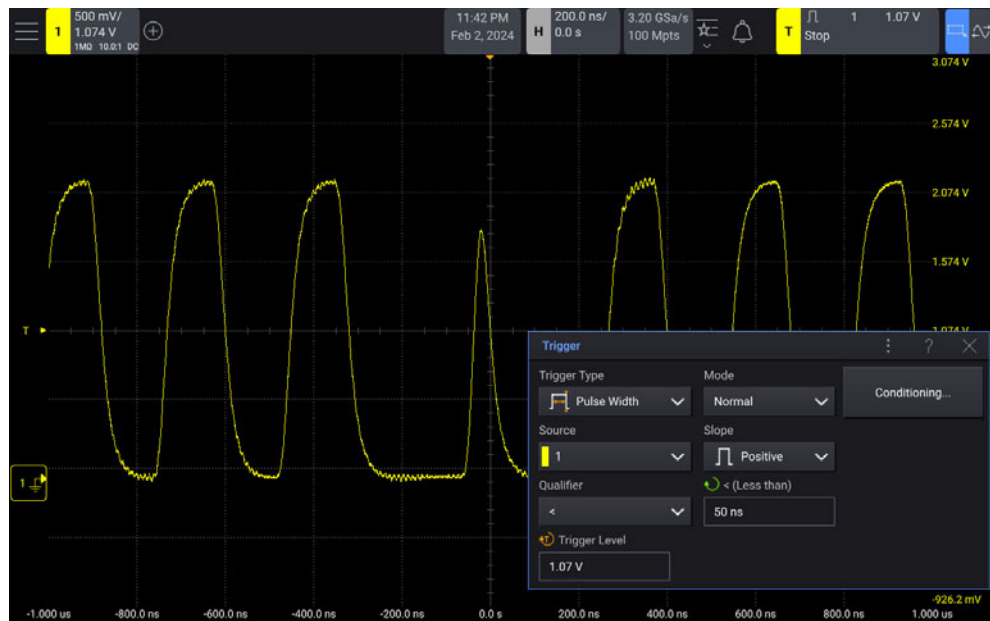 500 mV/
1
1.074 V
1MΩ 10.0:1 DC
11:42 PM
Feb 2, 2024
H
200.0 ns/
0.0 s
3.20 GSa/s
100 Mpts
T
1
1.07 V
Stop
3.074 V
2.574 V
2.074 V
1.574 V
T
1.074 V
Trigger
?
Trigger Type
Mode
Pulse Width
Normal
Conditioning...
Source
Slope
1
Positive
1
Qualifier
< (Less than)
<
50 ns
T
Trigger Level
1.07 V
-926.2 mV
-1.000 us
-800.0 ns
-600.0 ns
-400.0 ns
-200.0 ns
0.0 s
200.0 ns
400.0 ns
600.0 ns
800.0 ns
1.000 us